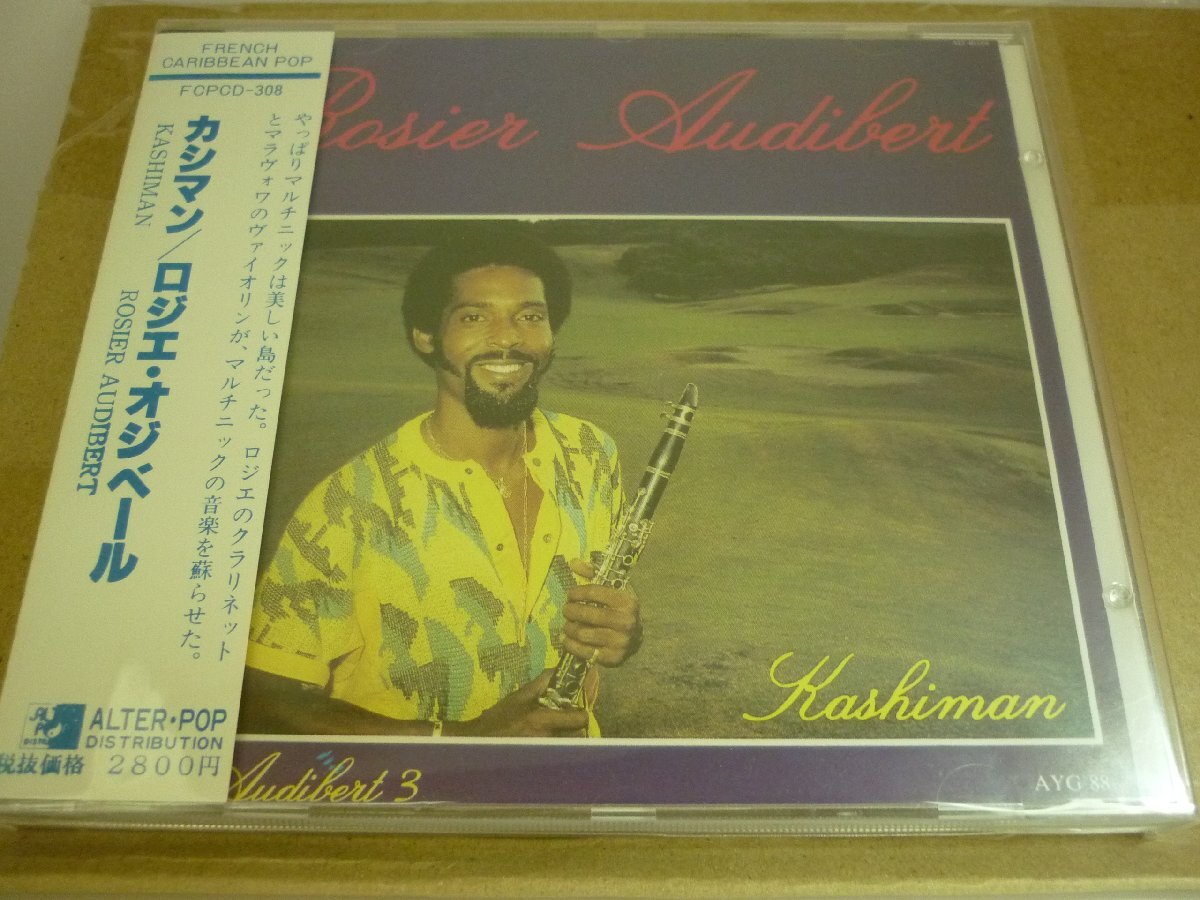 FRENCH
CARIBBEAN POP
FCPCD-308
カシマン/ロジエ・オジベール
KASHIMAN
ROSIER AUDIBERT
やっぱりマルチニックは美しい島だった。ロジエのクラリネット
とマラヴォワのヴァイオリンが、マルチニックの音楽を蘇らせた。
ALTER・POP
DISTRIBUTION
税抜価格 2800円
Rosier Audibert
Kashiman
Audibert 3
AYG 88